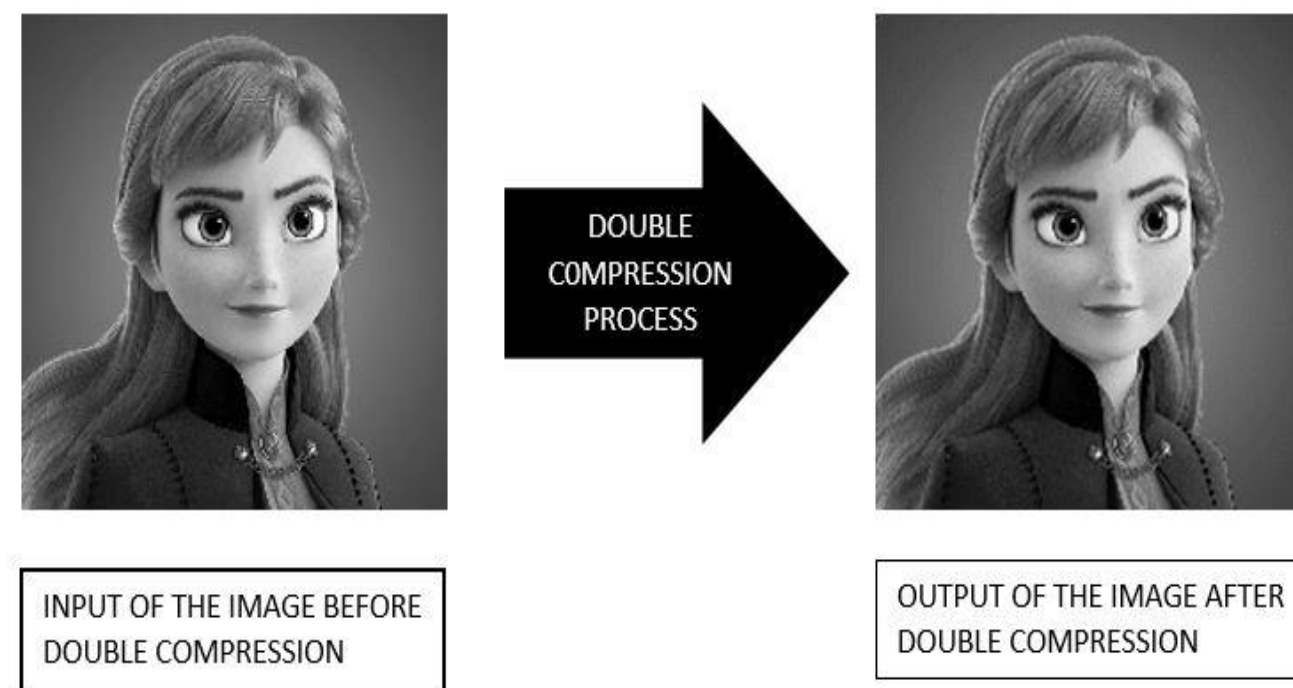 DOUBLE
C0MPRESSION
PROCESS
INPUT OF THE IMAGE BEFORE
DOUBLE COMPRESSION
OUTPUT OF THE IMAGE AFTER
DOUBLE COMPRESSION